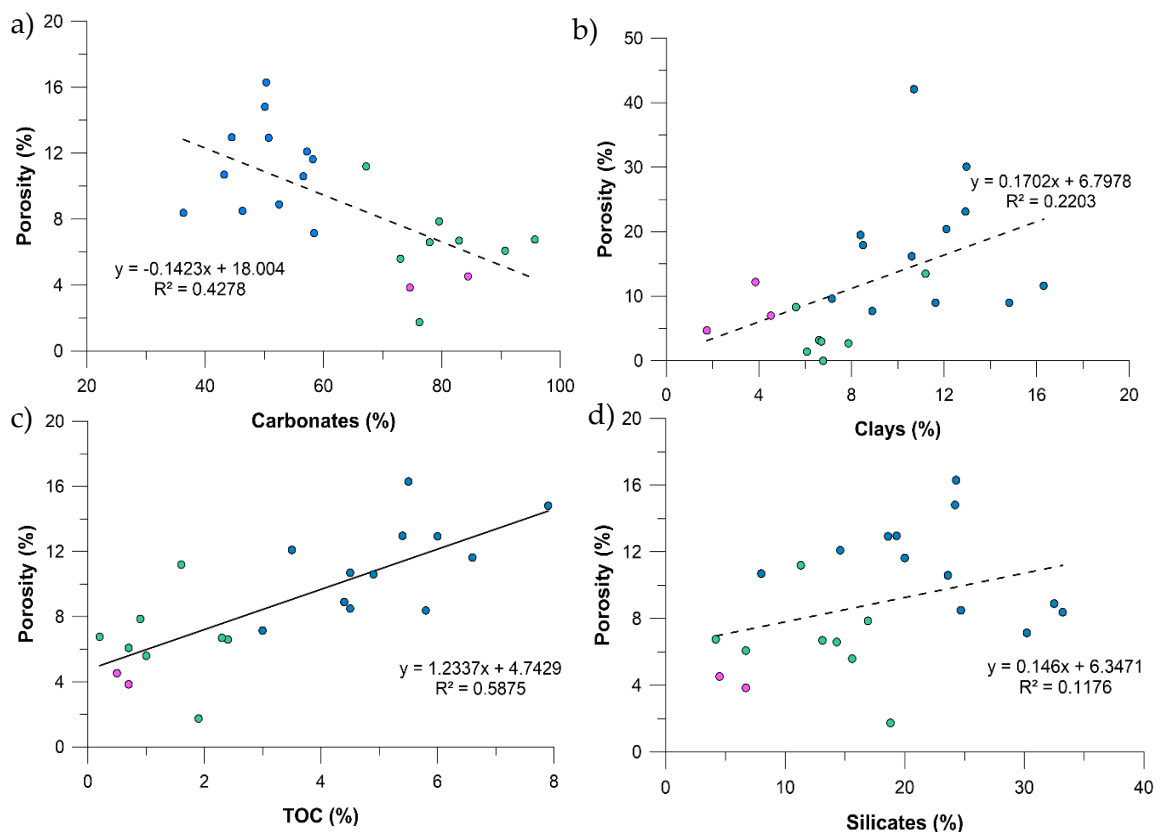 a)
20
16
12
8
4
0
Porosity (%)
y = -0.1423x + 18.004
R² = 0.4278
20 40 60 80 100
Carbonates (%)
b)
50
40
30
20
10
0
Porosity (%)
y = 0.1702x + 6.7978
R² = 0.2203
0 4 8 12 16 20
Clays (%)
c)
20
16
12
8
4
0
Porosity (%)
y = 1.2337x + 4.7429
R² = 0.5875
0 2 4 6 8
TOC (%)
d)
20
16
12
8
4
0
Porosity (%)
y = 0.146x + 6.3471
R² = 0.1176
0 10 20 30 40
Silicates (%)